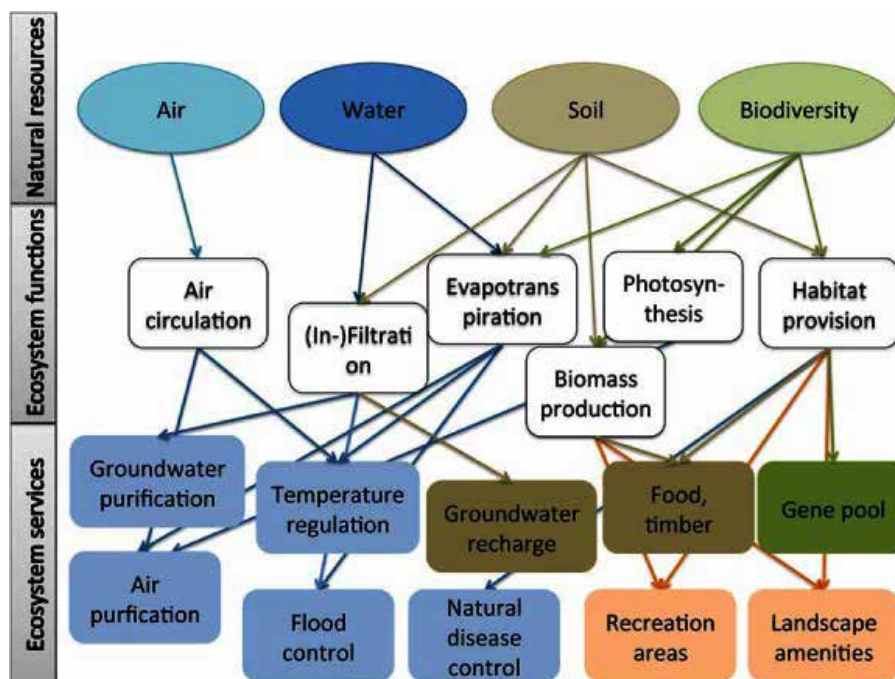 Natural resources
Air
Water
Soil
Biodiversity
Ecosystem functions
Air
circulation
(In-)Filtrati
on
Evapotrans
piration
Photosyn-
thesis
Habitat
provision
Biomass
production
Ecosystem services
Groundwater
purification
Temperature
regulation
Groundwater
recharge
Food,
timber
Gene pool
Air
purfication
Flood
control
Natural
disease
control
Recreation
areas
Landscape
amenities